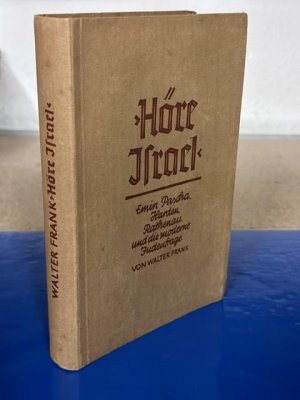 WALTER FRANK ›Höre Israel‹
›Höre
Israel‹
Emin Pascha,
Harden,
Rathenau
und die moderne
Judenfrage
VON WALTER FRANK